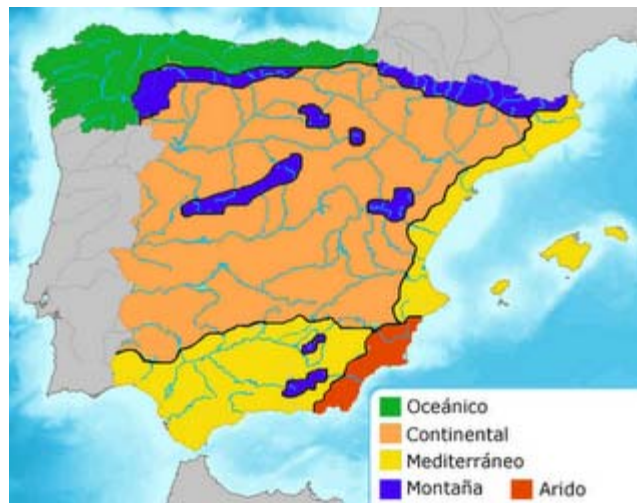 Oceánico
Continental
Mediterráneo
Montaña
Arido